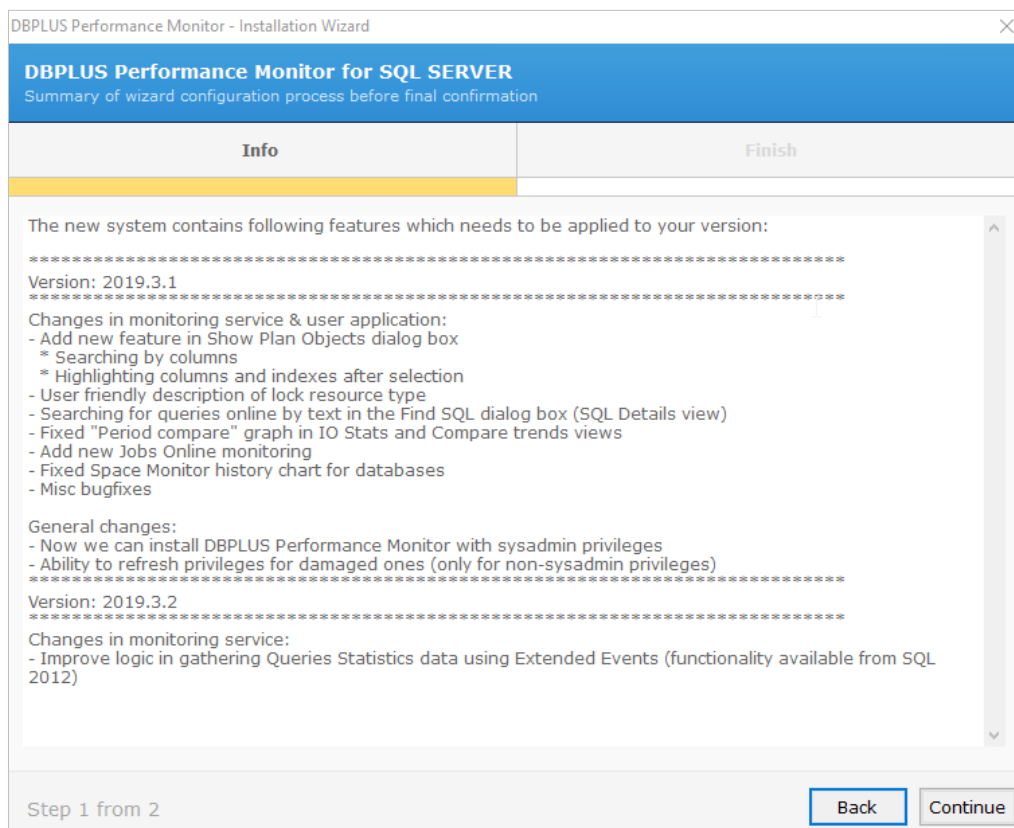 DBPLUS Performance Monitor - Installation Wizard
DBPLUS Performance Monitor for SQL SERVER
Summary of wizard configuration process before final confirmation
Info
Finish
The new system contains following features which needs to be applied to your version:
************************************************************************
Version: 2019.3.1
************************************************************************
Changes in monitoring service & user application:
- Add new feature in Show Plan Objects dialog box
* Searching by columns
* Highlighting columns and indexes after selection
- User friendly description of lock resource type
- Searching for queries online by text in the Find SQL dialog box (SQL Details view)
- Fixed "Period compare" graph in IO Stats and Compare trends views
- Add new Jobs Online monitoring
- Fixed Space Monitor history chart for databases
- Misc bugfixes
General changes:
- Now we can install DBPLUS Performance Monitor with sysadmin privileges
- Ability to refresh privileges for damaged ones (only for non-sysadmin privileges)
************************************************************************
Version: 2019.3.2
************************************************************************
Changes in monitoring service:
- Improve logic in gathering Queries Statistics data using Extended Events (functionality available from SQL
2012)
Step 1 from 2
Back
Continue